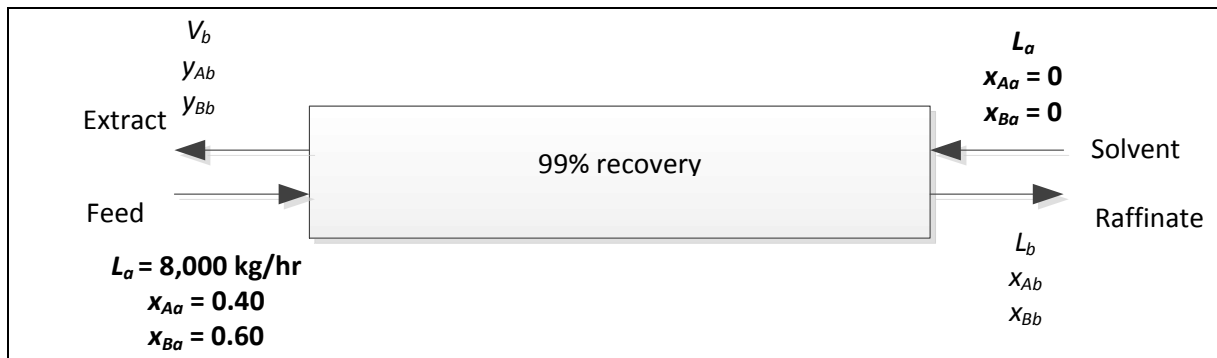 V_b
y_Ab
y_Bb
Extract
Feed
L_a = 8,000 kg/hr
x_Aa = 0.40
x_Ba = 0.60
99% recovery
L_a
x_Aa = 0
x_Ba = 0
Solvent
Raffinate
L_b
x_Ab
x_Bb